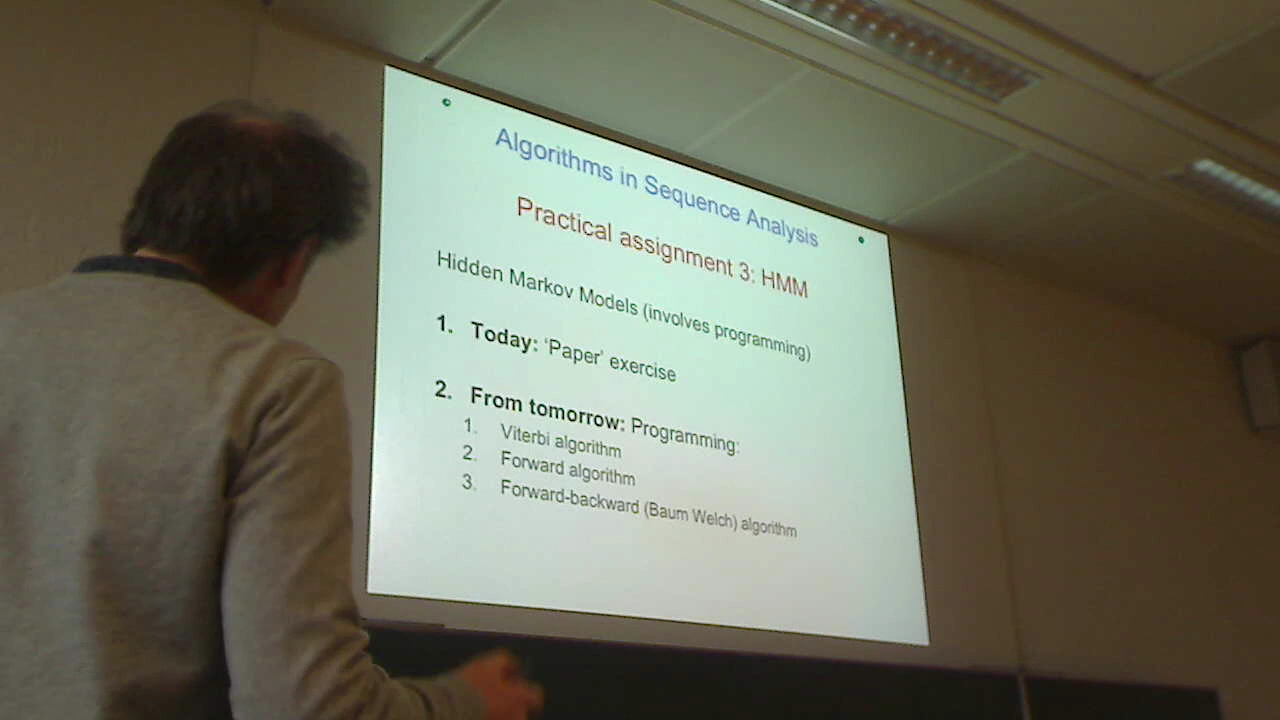 Algorithms in Sequence Analysis
Practical assignment 3: HMM
Hidden Markov Models (involves programming)
1. Today: ‘Paper’ exercise
2. From tomorrow: Programming:
1. Viterbi algorithm
2. Forward algorithm
3. Forward-backward (Baum Welch) algorithm